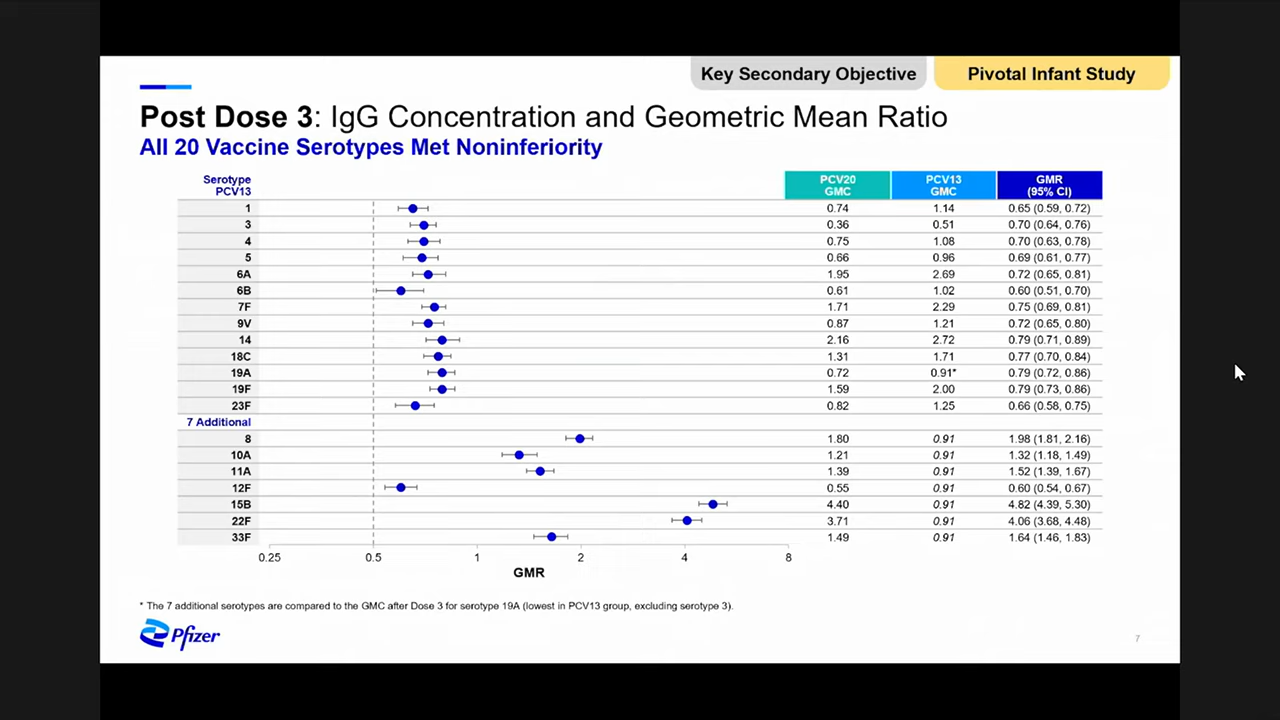 Key Secondary Objective
Pivotal Infant Study
Post Dose 3: IgG Concentration and Geometric Mean Ratio
All 20 Vaccine Serotypes Met Noninferiority
Serotype PCV20 PCV13 GMR
PCV13 GMC GMC (95% CI)
1 0.74 1.14 0.65 (0.59, 0.72)
3 0.36 0.51 0.70 (0.64, 0.76)
4 0.75 1.08 0.70 (0.63, 0.78)
5 0.66 0.96 0.69 (0.61, 0.77)
6A 1.95 2.69 0.72 (0.65, 0.81)
6B 0.61 1.02 0.60 (0.51, 0.70)
7F 1.71 2.29 0.75 (0.69, 0.81)
9V 0.87 1.21 0.72 (0.65, 0.80)
14 2.16 2.72 0.79 (0.71, 0.89)
18C 1.31 1.71 0.77 (0.70, 0.84)
19A 0.72 0.91* 0.79 (0.72, 0.86)
19F 1.59 2.00 0.79 (0.73, 0.86)
23F 0.82 1.25 0.66 (0.58, 0.75)
7 Additional
8 1.80 0.91 1.98 (1.81, 2.16)
10A 1.21 0.91 1.32 (1.18, 1.49)
11A 1.39 0.91 1.52 (1.39, 1.67)
12F 0.55 0.91 0.60 (0.54, 0.67)
15B 4.40 0.91 4.82 (4.39, 5.30)
22F 3.71 0.91 4.06 (3.68, 4.48)
33F 1.49 0.91 1.64 (1.46, 1.83)
0.25 0.5 1 2 4 8
GMR
* The 7 additional serotypes are compared to the GMC after Dose 3 for serotype 19A (lowest in PCV13 group, excluding serotype 3).
Pfizer
7